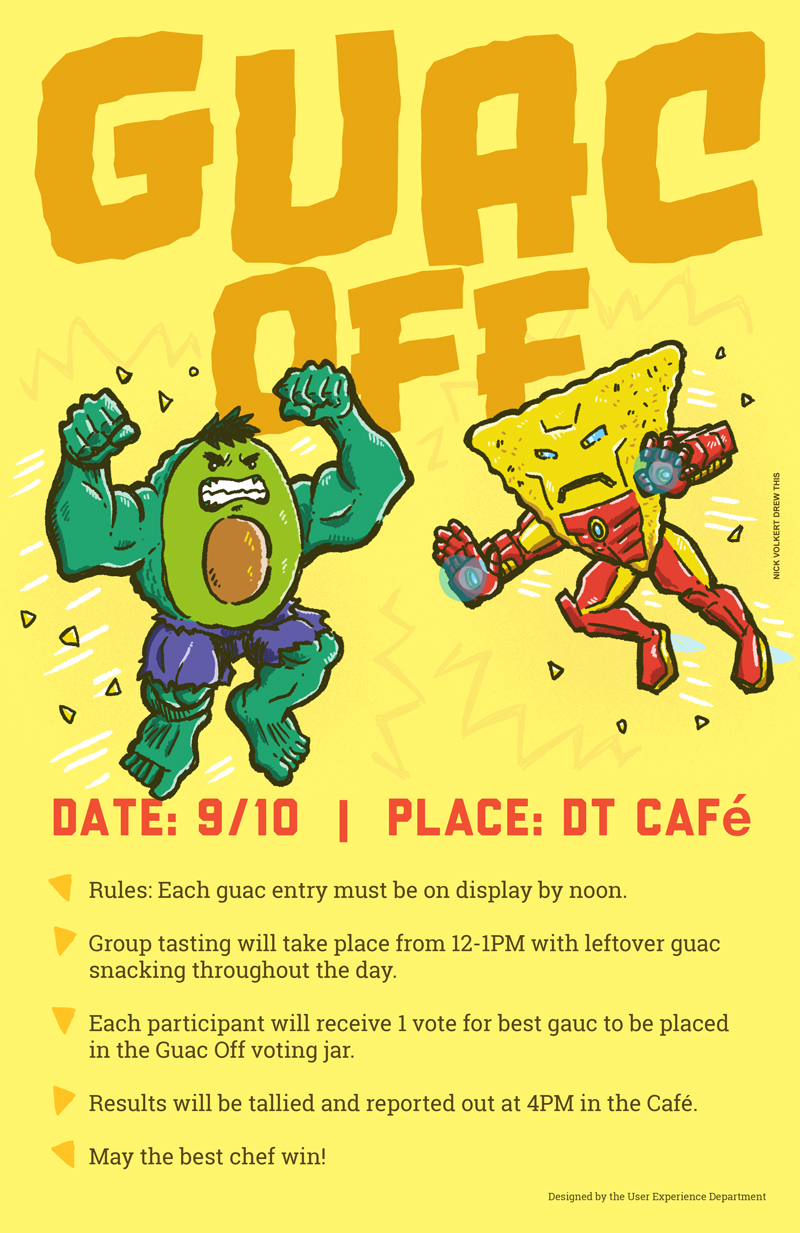 GUAC
OFF
NICK VOLKERT DREW THIS
DATE: 9/10 | PLACE: DT CAFé
Rules: Each guac entry must be on display by noon.
Group tasting will take place from 12-1PM with leftover guac
snacking throughout the day.
Each participant will receive 1 vote for best gauc to be placed
in the Guac Off voting jar.
Results will be tallied and reported out at 4PM in the Café.
May the best chef win!
Designed by the User Experience Department